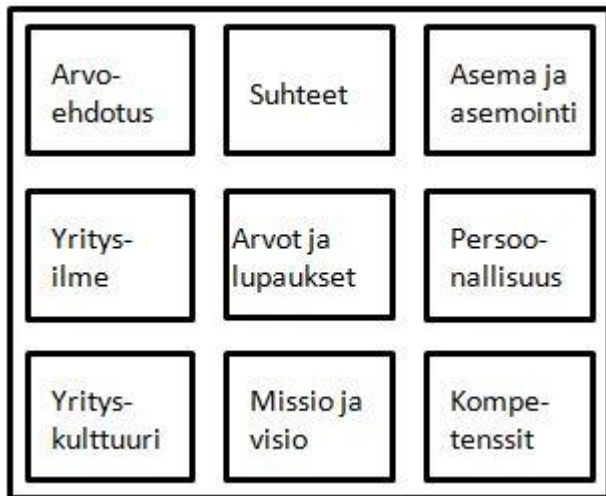 Arvo-
ehdotus
Suhteet
Asema ja
asemointi
Yritys-
ilme
Arvot ja
lupaukset
Persoo-
nallisuus
Yritys-
kulttuuri
Missio ja
visio
Kompe-
tenssit